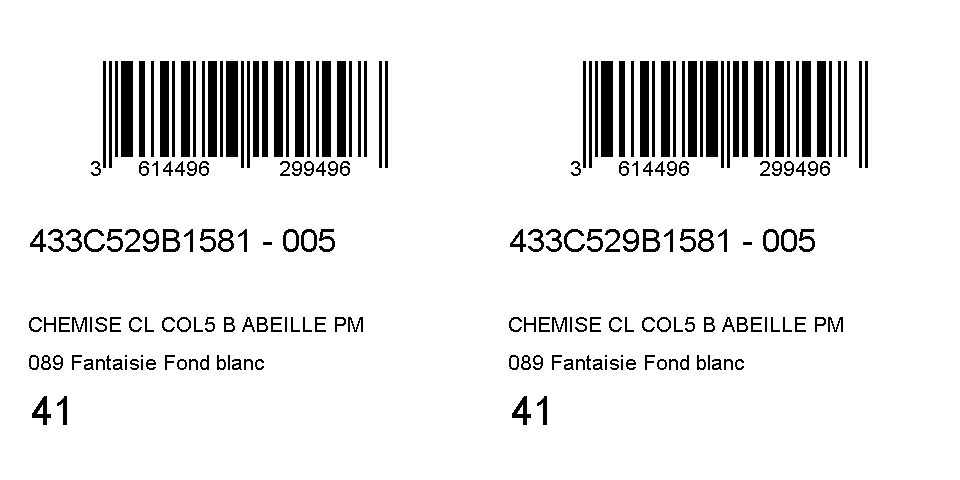 3 614496 299496
433C529B1581 - 005
CHEMISE CL COL5 B ABEILLE PM
089 Fantaisie Fond blanc
41
3 614496 299496
433C529B1581 - 005
CHEMISE CL COL5 B ABEILLE PM
089 Fantaisie Fond blanc
41